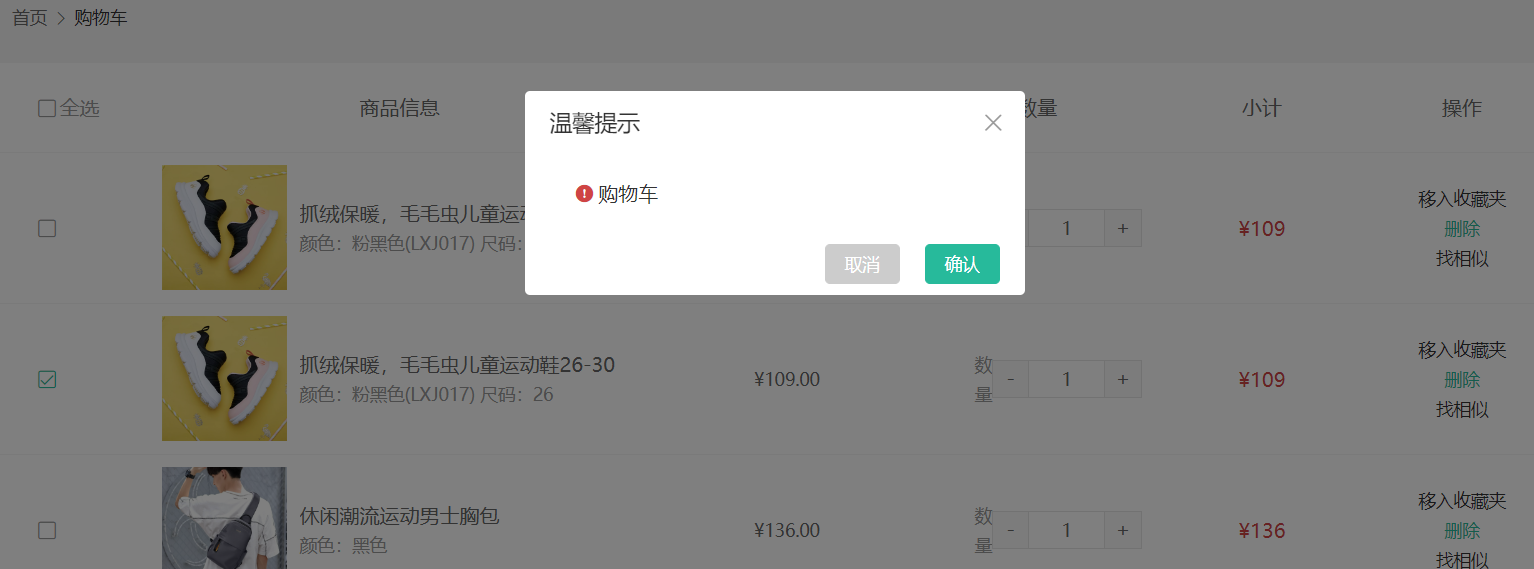 首页 > 购物车
全选 商品信息 数量 小计 操作
温馨提示
购物车
取消 确认
抓绒保暖，毛毛虫儿童运动
颜色：粉黑色(LXJ017) 尺码：
1 +
¥109
移入收藏夹
删除
找相似
抓绒保暖，毛毛虫儿童运动鞋26-30
颜色：粉黑色(LXJ017) 尺码：26
¥109.00
数量
- 1 +
¥109
移入收藏夹
删除
找相似
休闲潮流运动男士胸包
颜色：黑色
¥136.00
数量
- 1 +
¥136
移入收藏夹
删除
找相似